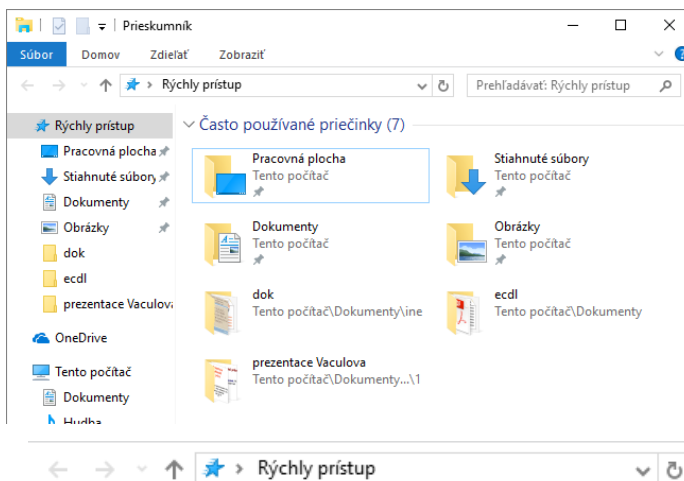 Prieskumník
Súbor Domov Zdieľať Zobraziť
Rýchly prístup
Prehľadávať: Rýchly prístup
Rýchly prístup
Pracovná plocha
Stiahnuté súbory
Dokumenty
Obrázky
dok
ecdl
prezentace Vaculova
OneDrive
Tento počítač
Dokumenty
Hudba
Často používané priečinky (7)
Pracovná plocha
Tento počítač
Stiahnuté súbory
Tento počítač
Dokumenty
Tento počítač
Obrázky
Tento počítač
dok
Tento počítač\Dokumenty\ine
ecdl
Tento počítač\Dokumenty
prezentace Vaculova
Tento počítač\Dokumenty...\1
Rýchly prístup